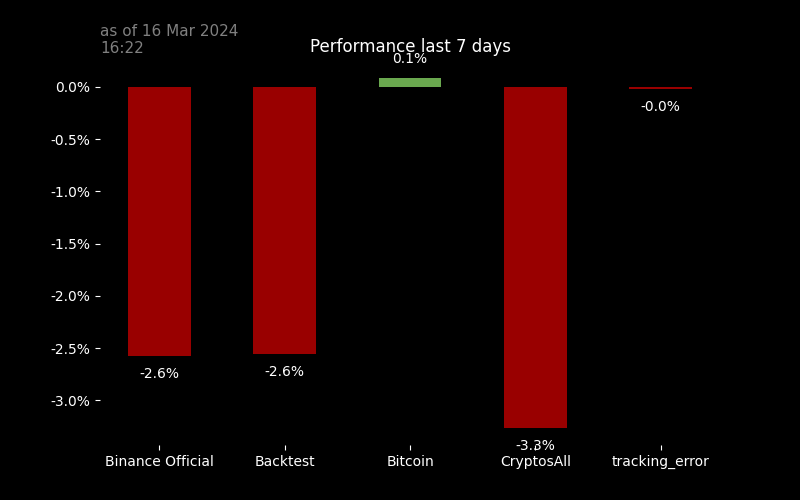 as of 16 Mar 2024
16:22
Performance last 7 days
0.1%
0.0%
-0.0%
-0.5%
-1.0%
-1.5%
-2.0%
-2.5%
-2.6%
-2.6%
-3.0%
-3.3%
Binance Official
Backtest
Bitcoin
CryptosAll
tracking_error